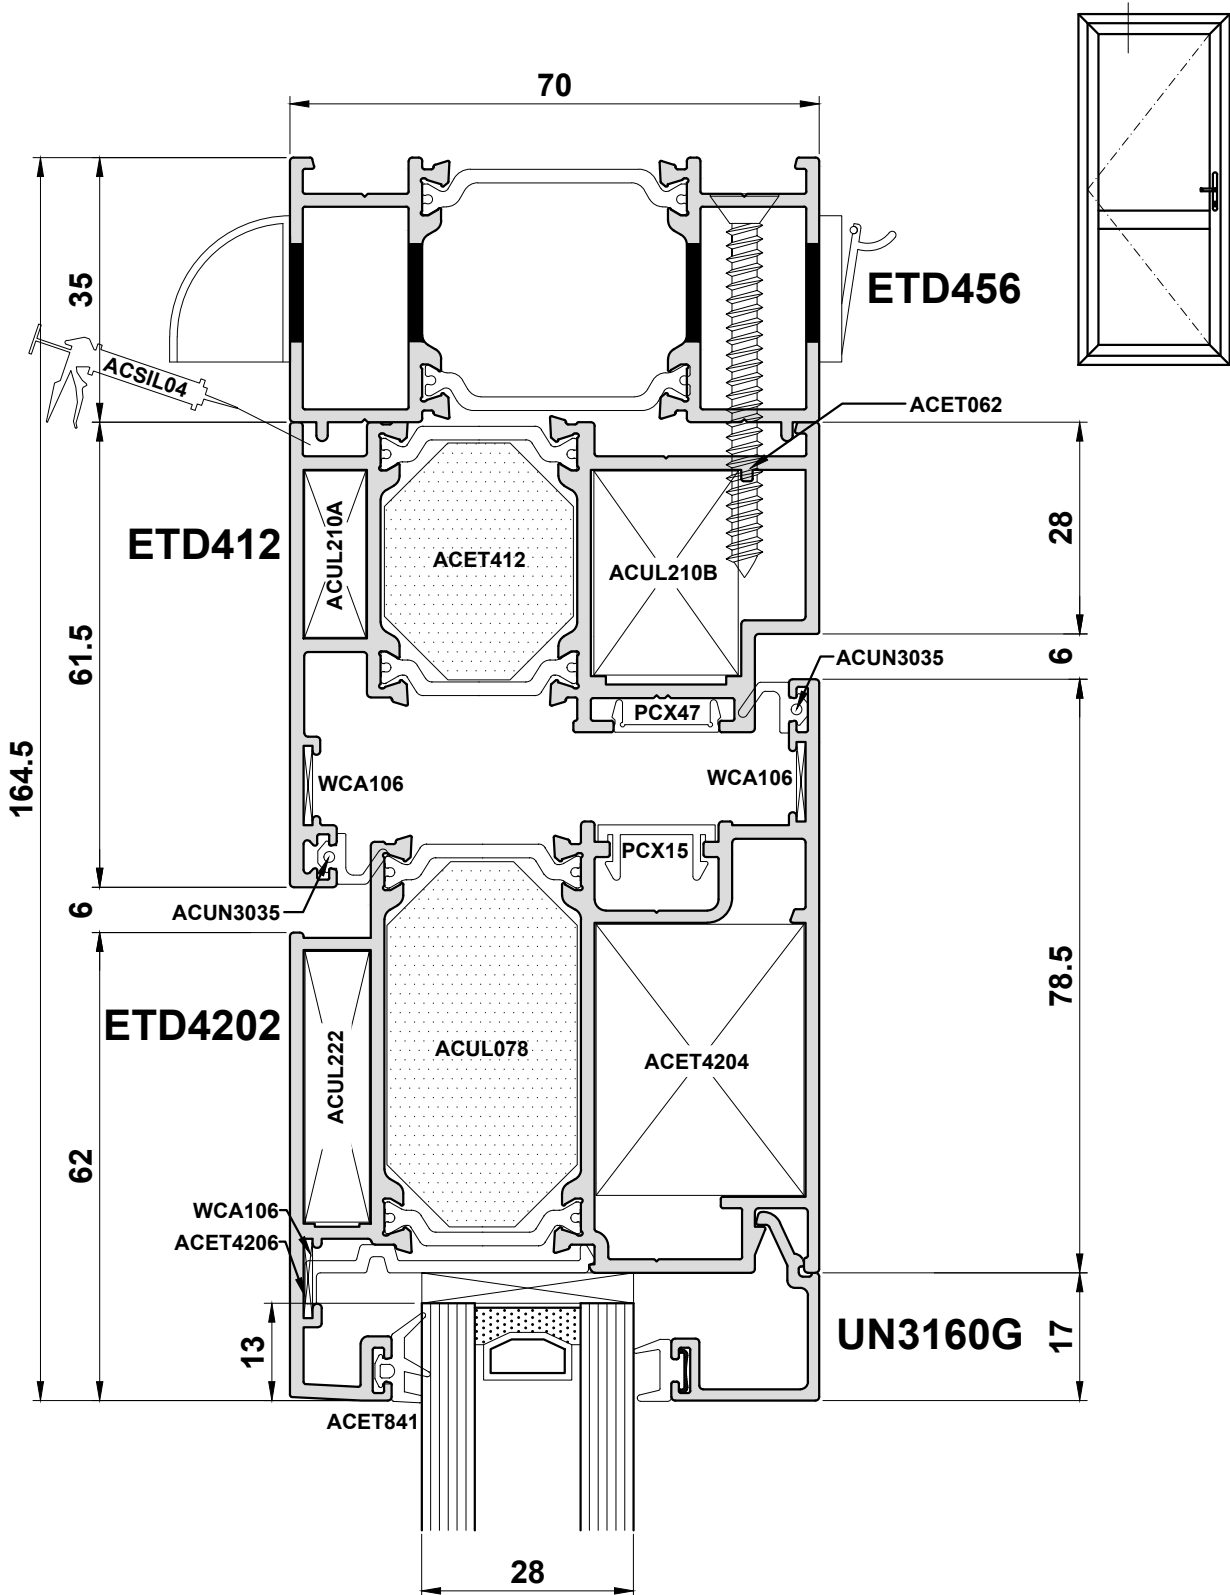 70
35
ETD456
ACSIL04
ACET062
ETD412
ACUL210A
ACET412
ACUL210B
28
61.5
6
ACUN3035
PCX47
164.5
WCA106
WCA106
PCX15
6
ACUN3035
78.5
ETD4202
ACUL222
ACUL078
ACET4204
62
WCA106
ACET4206
13
UN3160G
17
ACET841
28